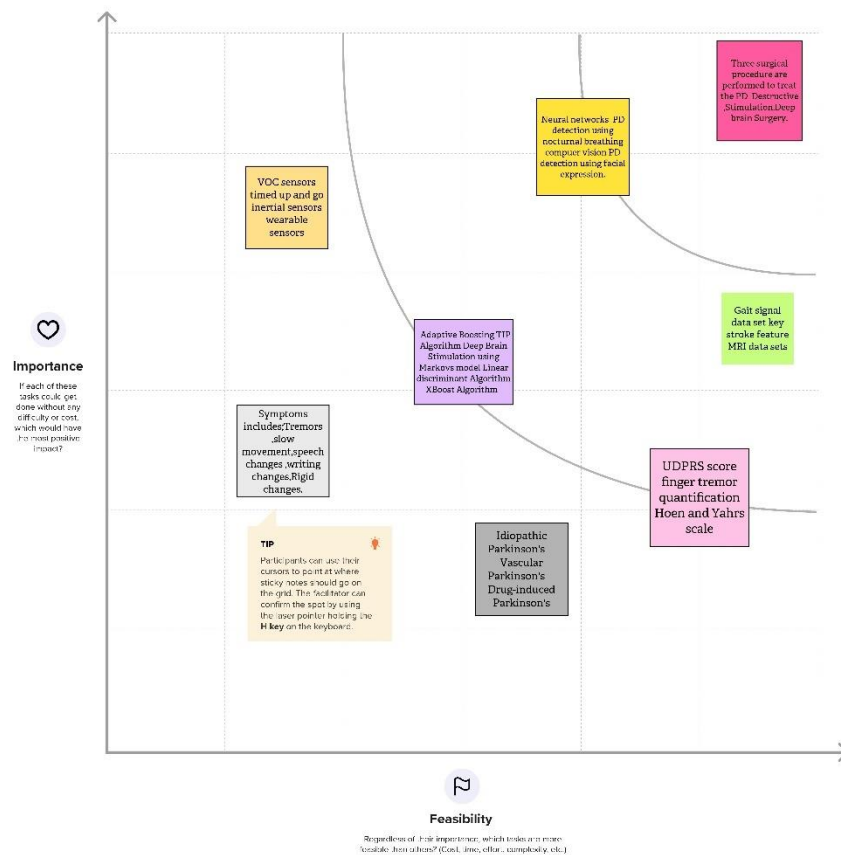 Three surgical
procedure are
performed to treat
the PD Destructive
,Stimulation,Deep
brain Surgery.
Neural networks PD
detection using
nocturnal breathing
compuer vision PD
detection using facial
expression.
VOC sensors
timed up and go
inertial sensors
wearable
sensors
Gait signal
data set key
stroke feature
MRI data sets
Adaptive Boosting TIP
Algorithm Deep Brain
Stimulation using
Markovs model Linear
discriminant Algorithm
XBoost Algorithm
Importance
If each of these
tasks could get
done without any
difficulty or cost,
which would have
the most positive
impact?
Symptoms
includes;Tremors
,slow
movement,speech
changes ,writing
changes,Rigid
changes.
UDPRS score
finger tremor
quantification
Hoen and Yahrs
scale
TIP
Participants can use their
cursors to point at where
sticky notes should go on
the grid. The facilitator can
confirm the spot by using
the laser pointer holding the
H key on the keyboard.
Idiopathic
Parkinson's
Vascular
Parkinson's
Drug-induced
Parkinson's
Feasibility
Regardless of their importance, which tasks are more
feasible than others? (Cost, time, effort, complexity, etc.)